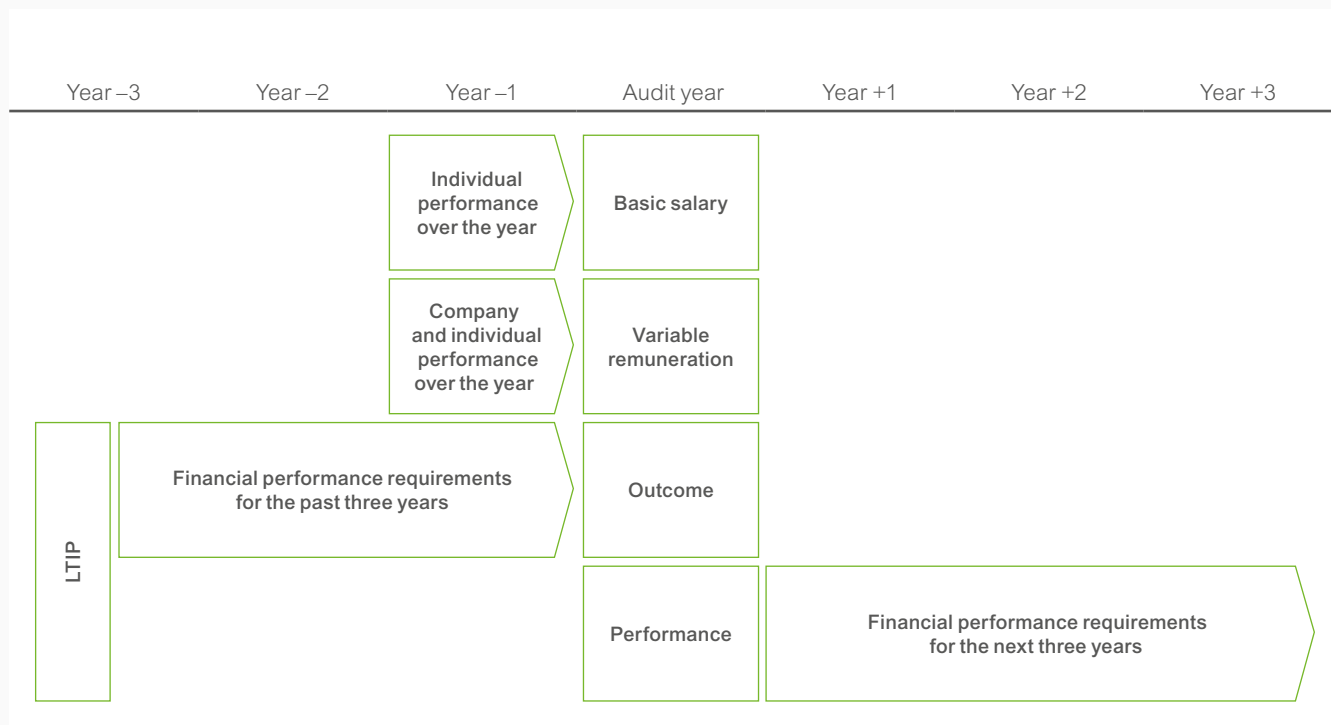 Year –3
Year –2
Year –1
Audit year
Year +1
Year +2
Year +3
Individual
performance
over the year
Basic salary
Company
and individual
performance
over the year
Variable
remuneration
LTIP
Financial performance requirements
for the past three years
Outcome
Performance
Financial performance requirements
for the next three years